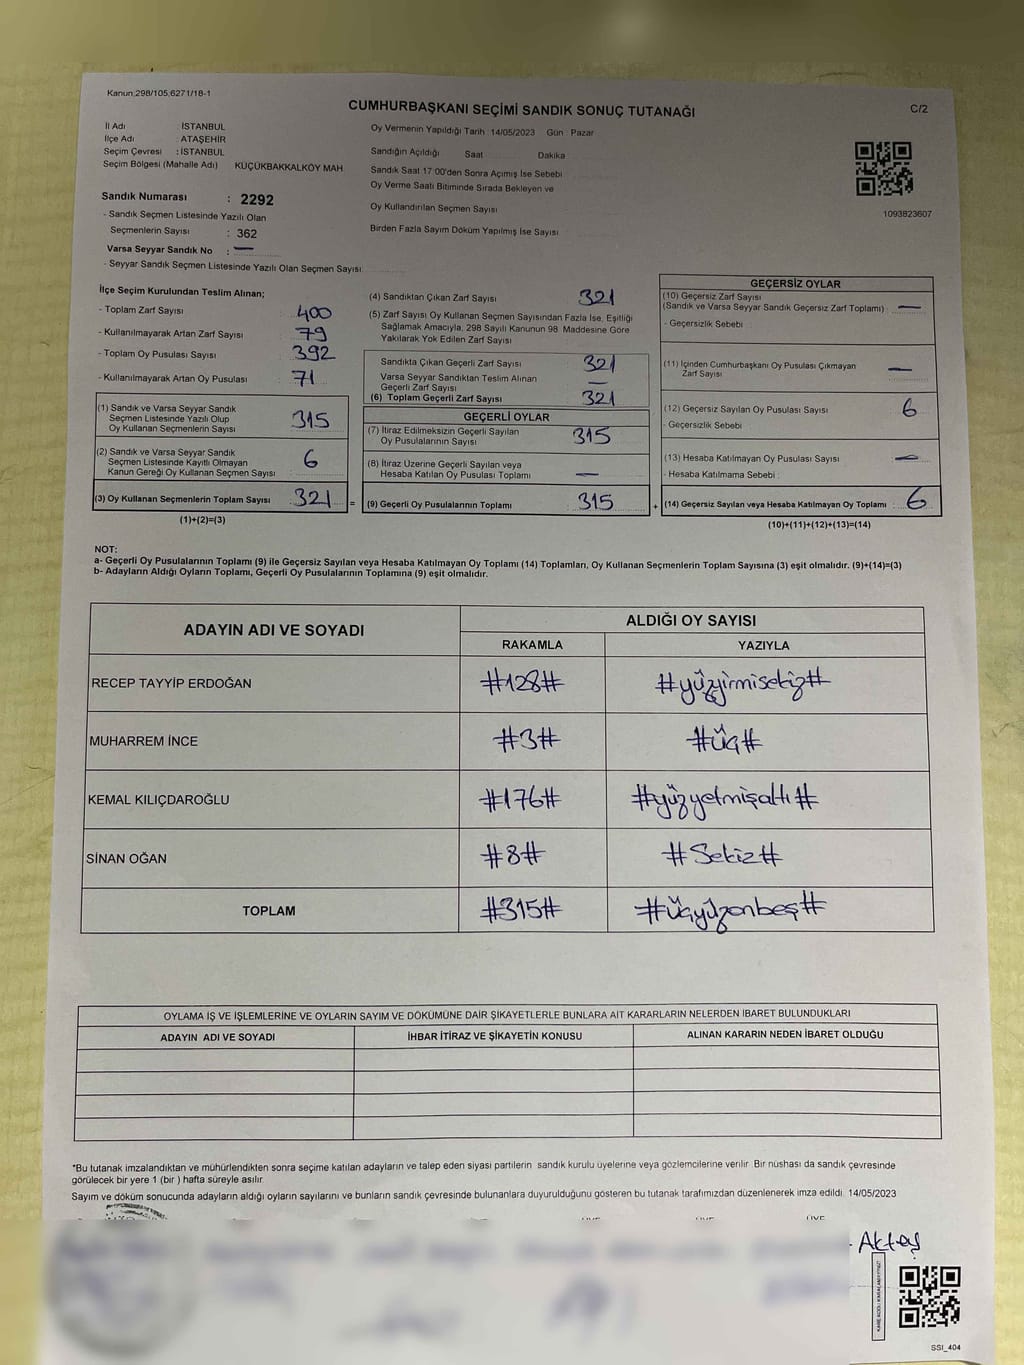 Kanun;298/105,6271/18-1
CUMHURBAŞKANI SEÇİMİ SANDIK SONUÇ TUTANAĞI
C/2
İl Adı : İSTANBUL
İlçe Adı : ATAŞEHİR
Seçim Çevresi : İSTANBUL
Seçim Bölgesi (Mahalle Adı) KÜÇÜKBAKKALKÖY MAH.
Sandık Numarası : 2292
- Sandık Seçmen Listesinde Yazılı Olan
Seçmenlerin Sayısı : 362
Varsa Seyyar Sandık No : —
- Seyyar Sandık Seçmen Listesinde Yazılı Olan Seçmen Sayısı
Oy Vermenin Yapıldığı Tarih : 14/05/2023 Gün : Pazar
Sandığın Açıldığı Saat Dakika
Sandık Saat 17:00'den Sonra Açımış İse Sebebi
Oy Verme Saati Bitiminde Sırada Bekleyen ve
Oy Kullandırılan Seçmen Sayısı
Birden Fazla Sayım Döküm Yapılmış İse Sayısı
1093823607
İlçe Seçim Kurulundan Teslim Alınan;
- Toplam Zarf Sayısı : 400
- Kullanılmayarak Artan Zarf Sayısı : 79
- Toplam Oy Pusulası Sayısı : 392
- Kullanılmayarak Artan Oy Pusulası : 71
(1) Sandık ve Varsa Seyyar Sandık
Seçmen Listesinde Yazılı Olup
Oy Kullanan Seçmenlerin Sayısı : 315
(2) Sandık ve Varsa Seyyar Sandık
Seçmen Listesinde Kayıtlı Olmayan
Kanun Gereği Oy Kullanan Seçmen Sayısı : 6
(3) Oy Kullanan Seçmenlerin Toplam Sayısı : 321 =
(1)+(2)=(3)
(4) Sandıktan Çıkan Zarf Sayısı 321
(5) Zarf Sayısı Oy Kullanan Seçmen Sayısından Fazla İse, Eşitliği
Sağlamak Amacıyla, 298 Sayılı Kanunun 98. Maddesine Göre
Yakılarak Yok Edilen Zarf Sayısı
Sandıkta Çıkan Geçerli Zarf Sayısı : 321
Varsa Seyyar Sandıktan Teslim Alınan
Geçerli Zarf Sayısı : —
(6) Toplam Geçerli Zarf Sayısı : 321
GEÇERLİ OYLAR
(7) İtiraz Edilmeksizin Geçerli Sayılan
Oy Pusulalarının Sayısı : 315
(8) İtiraz Üzerine Geçerli Sayılan veya
Hesaba Katılan Oy Pusulaları Toplamı : —
(9) Geçerli Oy Pusulalarının Toplamı : 315 +
GEÇERSİZ OYLAR
(10) Geçersiz Zarf Sayısı
(Sandık ve Varsa Seyyar Sandık Geçersiz Zarf Toplamı) : —
- Geçersizlik Sebebi
(11) İçinden Cumhurbaşkanı Oy Pusulası Çıkmayan
Zarf Sayısı : —
(12) Geçersiz Sayılan Oy Pusulası Sayısı : 6
- Geçersizlik Sebebi
(13) Hesaba Katılmayan Oy Pusulası Sayısı : —
- Hesaba Katılmama Sebebi :
(14) Geçersiz Sayılan veya Hesaba Katılmayan Oy Toplamı : 6
(10)+(11)+(12)+(13)=(14)
NOT:
a- Geçerli Oy Pusulalarının Toplamı (9) ile Geçersiz Sayılan veya Hesaba Katılmayan Oy Toplamı (14) Toplamları, Oy Kullanan Seçmenlerin Toplam Sayısına (3) eşit olmalıdır. (9)+(14)=(3)
b- Adayların Aldığı Oyların Toplamı, Geçerli Oy Pusulalarının Toplamına (9) eşit olmalıdır.
ADAYIN ADI VE SOYADI
ALDIĞI OY SAYISI
RAKAMLA YAZIYLA
RECEP TAYYİP ERDOĞAN #128# #yüzyirmisekiz#
MUHARREM İNCE #3# #üç#
KEMAL KILIÇDAROĞLU #176# #yüzyetmişaltı#
SİNAN OĞAN #8# #Sekiz#
TOPLAM #315# #üçyüzonbeş#
OYLAMA İŞ VE İŞLEMLERİNE VE OYLARIN SAYIM VE DÖKÜMÜNE DAİR ŞİKAYETLERLE BUNLARA AİT KARARLARIN NELERDEN İBARET BULUNDUKLARI
ADAYIN ADI VE SOYADI İHBAR İTİRAZ VE ŞİKAYETİN KONUSU ALINAN KARARIN NEDEN İBARET OLDUĞU
*Bu tutanak imzalandıktan ve mühürlendikten sonra seçime katılan adayların ve talep eden siyasi partilerin sandık kurulu üyelerine veya gözlemcilerine verilir. Bir nüshası da sandık çevresinde
görülecek bir yere 1 (bir ) hafta süreyle asılır.
Sayım ve döküm sonucunda adayların aldığı oyların sayılarını ve bunların sandık çevresinde bulunanlara duyurulduğunu gösteren bu tutanak tarafımızdan düzenlenerek imza edildi. 14/05/2023
ÜYE ÜYE ÜYE
Aktaş
SSI_404